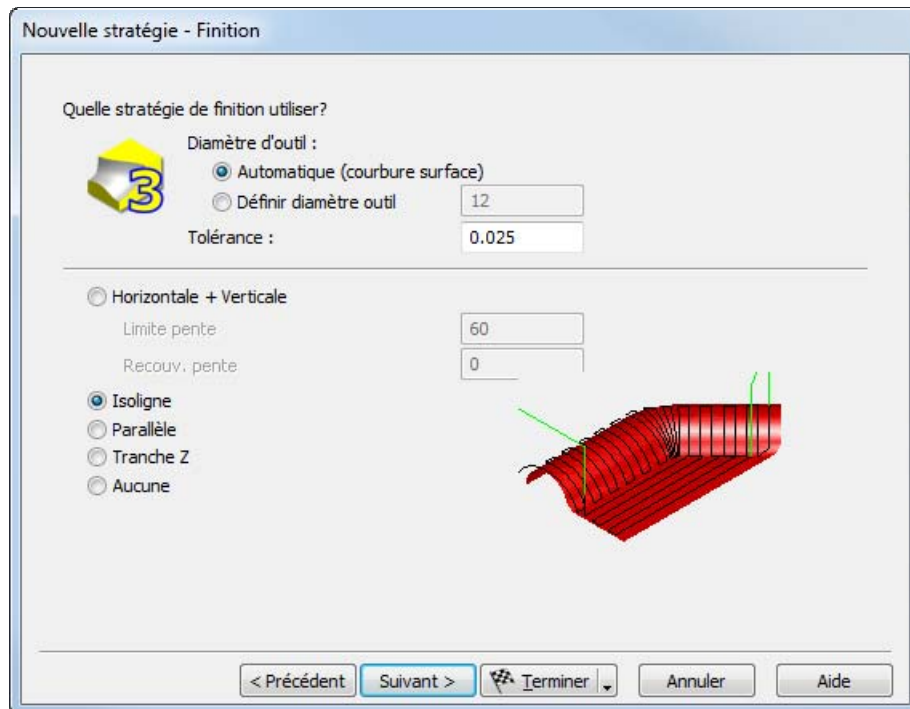 Nouvelle stratégie - Finition
Quelle stratégie de finition utiliser?
Diamètre d'outil :
Automatique (courbure surface)
Définir diamètre outil 12
Tolérance : 0.025
3
Horizontale + Verticale
Limite pente 60
Recouv. pente 0
Isoligne
Parallèle
Tranche Z
Aucune
< Précédent Suivant > Terminer Annuler Aide